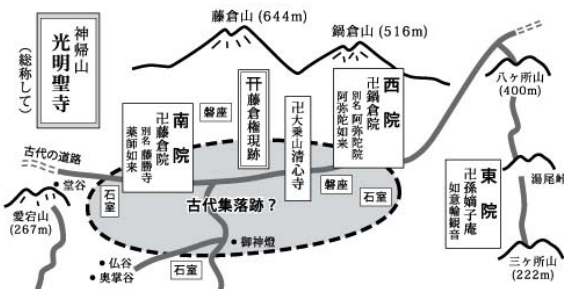 神帰山
光明聖寺
(総称して)
藤倉山 (644m)
鍋倉山 (516m)
八ヶ所山
(400m)
湯尾峠
三ヶ所山
(222m)
愛宕山
(267m)
古代の道路
堂谷
南院
卍藤倉院
別名 藤勝寺
薬師如来
磐座
藤倉権現跡
卍大乗山清心寺
西院
卍鍋倉院
別名 阿弥陀院
阿弥陀如来
磐座
石室
石室
古代集落跡?
御神燈
仏谷
奥掌谷
石室
東院
卍孫嫡子庵
如意輪観音